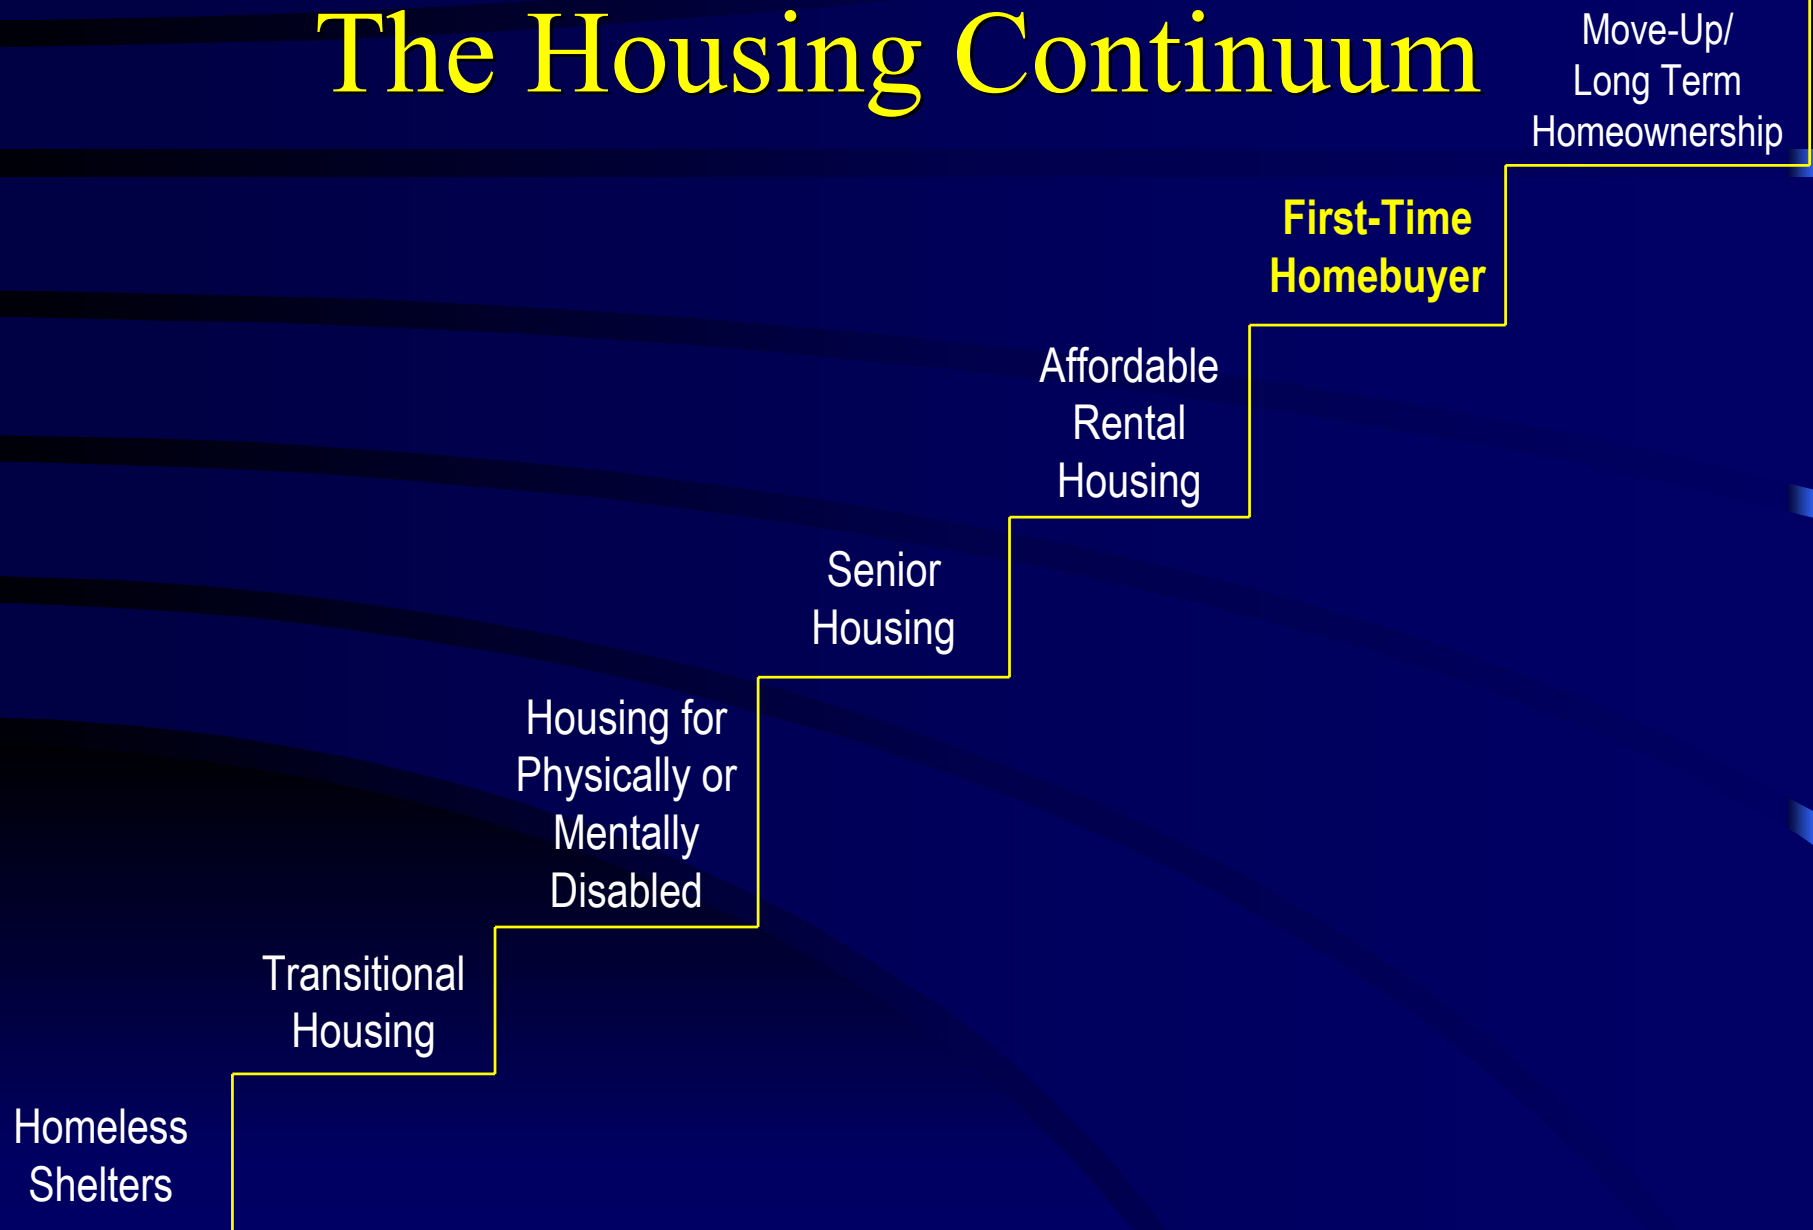 The Housing Continuum
Move-Up/
Long Term
Homeownership
First-Time
Homebuyer
Affordable
Rental
Housing
Senior
Housing
Housing for
Physically or
Mentally
Disabled
Transitional
Housing
Homeless
Shelters